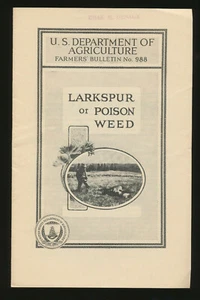 U. S. DEPARTMENT OF
AGRICULTURE
FARMERS' BULLETIN No. 988
LARKSPUR
or POISON
WEED